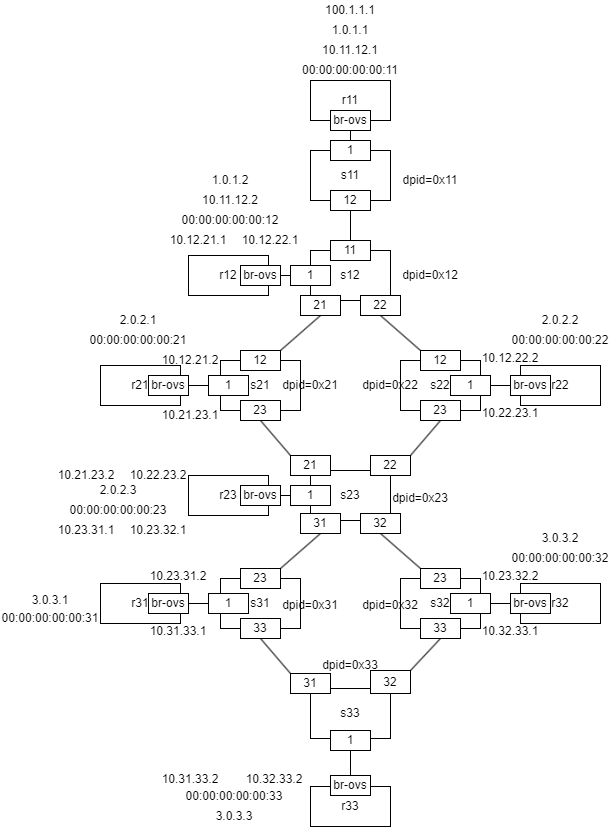 100.1.1.1
1.0.1.1
10.11.12.1
00:00:00:00:00:11
r11
br-ovs
1
s11
dpid=0x11
12
1.0.1.2
10.11.12.2
00:00:00:00:00:12
10.12.21.1 10.12.22.1
11
r12 br-ovs 1 s12 dpid=0x12
21 22
2.0.2.1 2.0.2.2
00:00:00:00:00:21 00:00:00:00:00:22
10.12.21.2 12 12 10.12.22.2
r21 br-ovs 1 s21 dpid=0x21 dpid=0x22 s22 1 br-ovs r22
10.21.23.1 23 23 10.22.23.1
21 22
10.21.23.2 10.22.23.2
2.0.2.3
r23 br-ovs 1 s23 dpid=0x23
00:00:00:00:00:23
10.23.31.1 10.23.32.1
31 32
3.0.3.2
00:00:00:00:00:32
10.23.31.2 23 23 10.23.32.2
3.0.3.1
00:00:00:00:00:31
r31 br-ovs 1 s31 dpid=0x31 dpid=0x32 s32 1 br-ovs r32
10.31.33.1 33 33 10.32.33.1
dpid=0x33
31 32
s33
1
10.31.33.2 10.32.33.2
br-ovs
00:00:00:00:00:33
r33
3.0.3.3